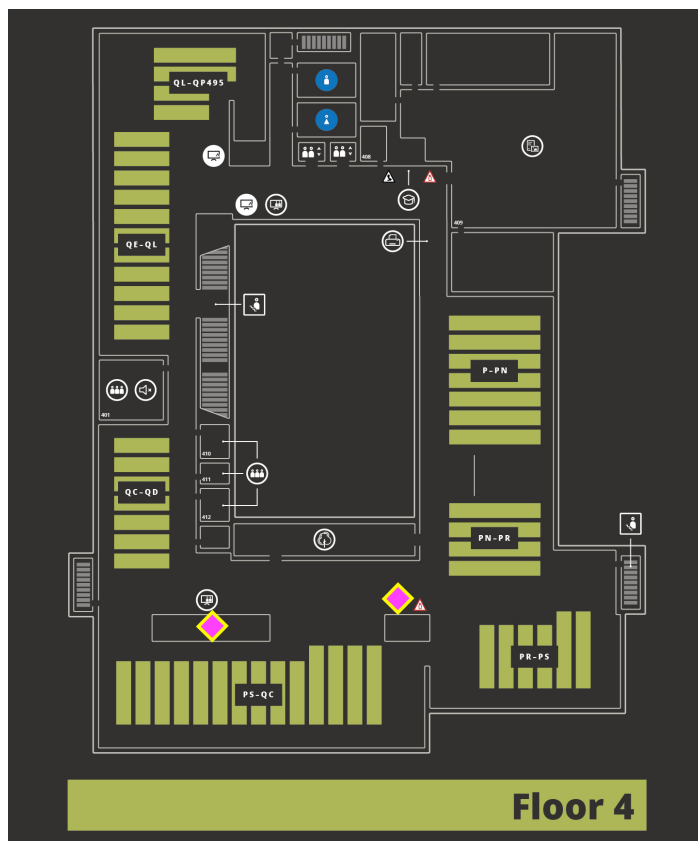 QL–QP495
408
409
QE–QL
P–PN
401
410
411
QC–QD
412
PN–PR
PR–PS
PS–QC
Floor 4